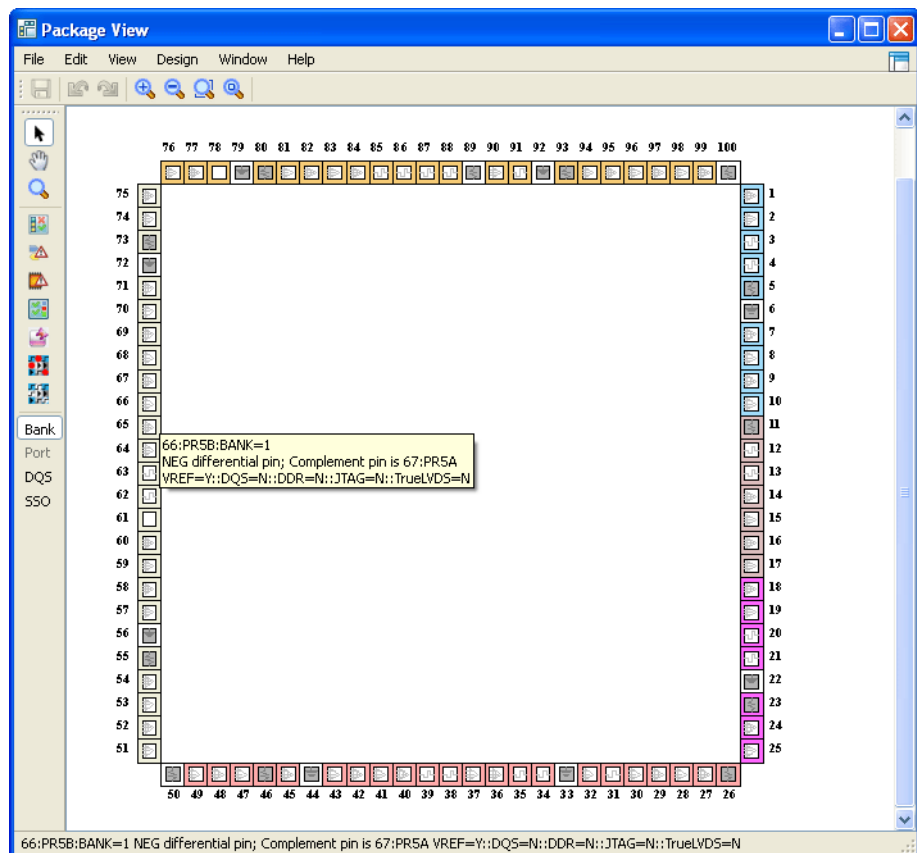 Package View
File Edit View Design Window Help
76 77 78 79 80 81 82 83 84 85 86 87 88 89 90 91 92 93 94 95 96 97 98 99 100
75 1
74 2
73 3
72 4
71 5
70 6
69 7
68 8
67 9
66 10
65 11
64 12
63 13
62 14
61 15
60 16
59 17
58 18
57 19
56 20
55 21
54 22
53 23
52 24
51 25
50 49 48 47 46 45 44 43 42 41 40 39 38 37 36 35 34 33 32 31 30 29 28 27 26
Bank
Port
DQS
SSO
66:PR5B:BANK=1
NEG differential pin; Complement pin is 67:PR5A
VREF=Y::DQS=N::DDR=N::JTAG=N::TrueLVDS=N
66:PR5B:BANK=1 NEG differential pin; Complement pin is 67:PR5A VREF=Y::DQS=N::DDR=N::JTAG=N::TrueLVDS=N